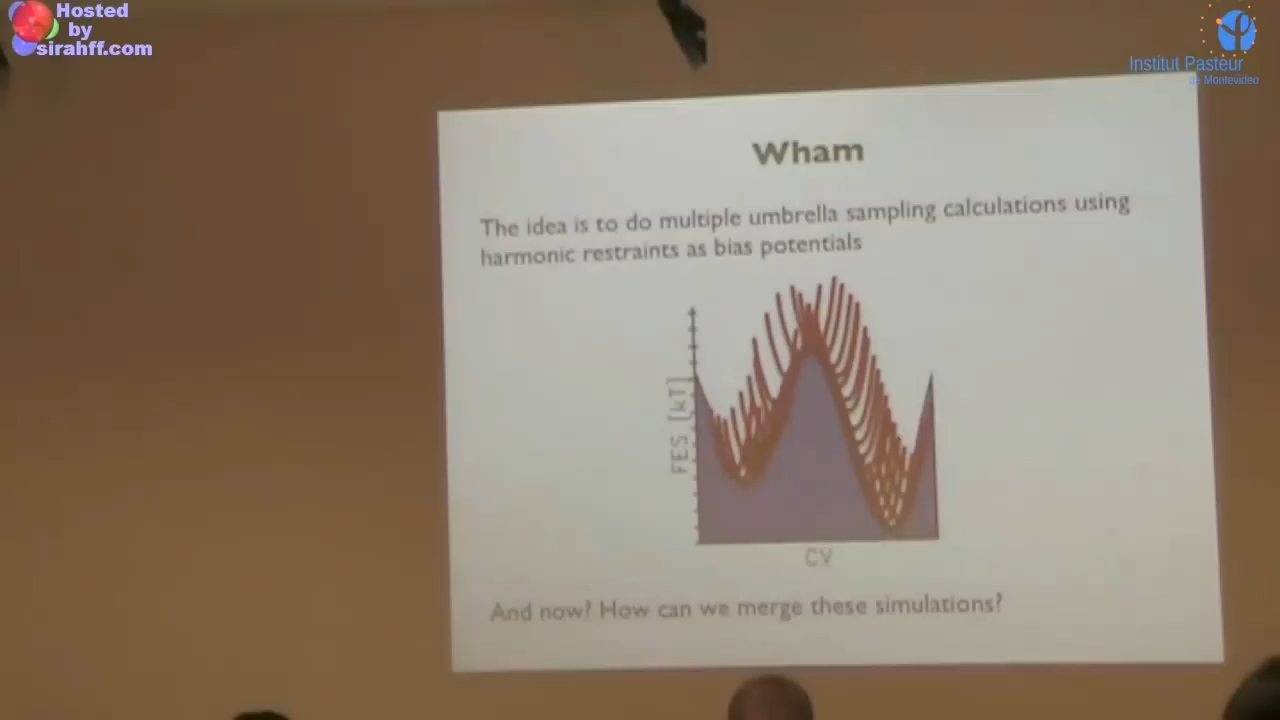 Hosted
by
sirahff.com
Institut Pasteur
de Montevideo
Wham
The idea is to do multiple umbrella sampling calculations using
harmonic restraints as bias potentials
FES [kT]
CV
And now? How can we merge these simulations?